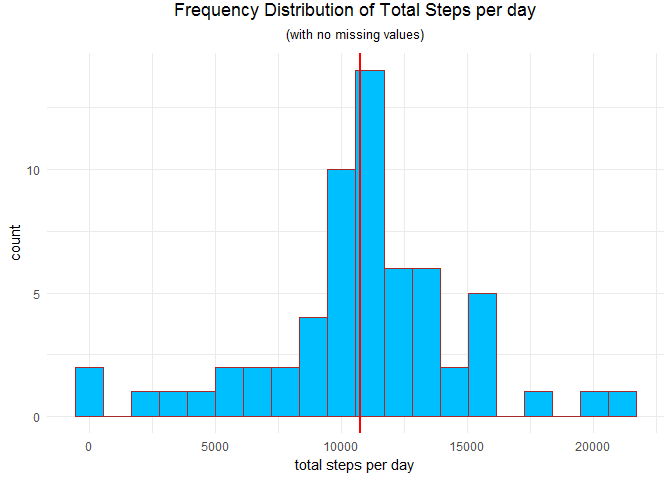 Frequency Distribution of Total Steps per day
(with no missing values)
10
5
0
count
0 5000 10000 15000 20000
total steps per day